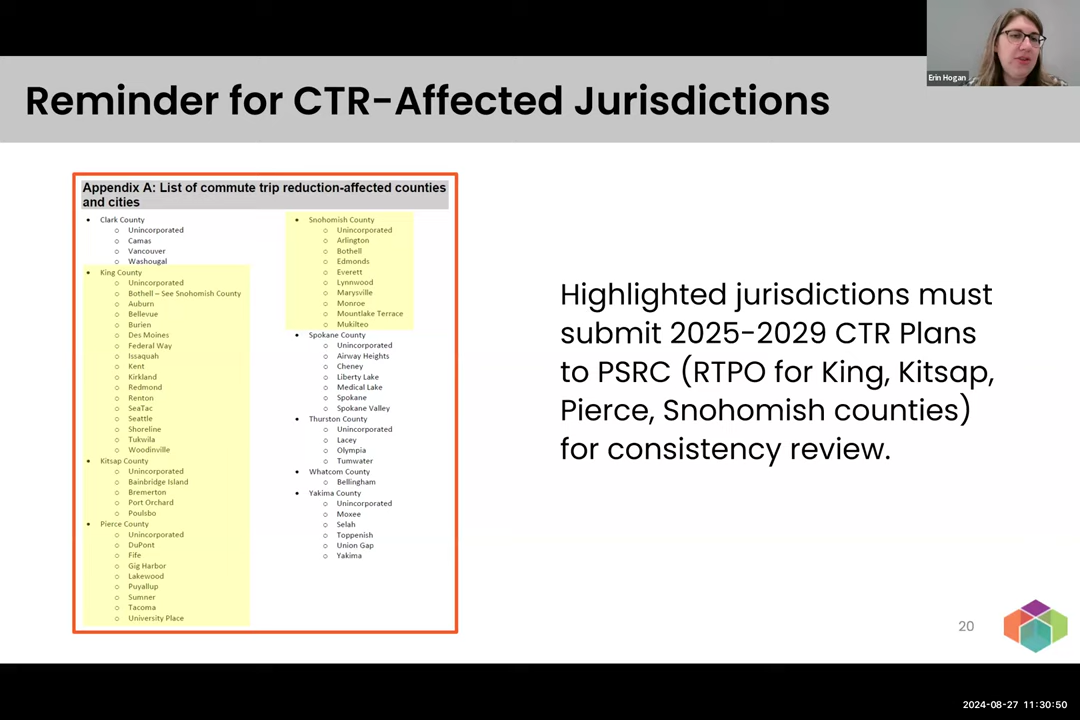 Erin Hogan
Reminder for CTR-Affected Jurisdictions
Appendix A: List of commute trip reduction-affected counties
and cities
• Clark County
o Unincorporated
o Camas
o Vancouver
o Washougal
• King County
o Unincorporated
o Bothell – See Snohomish County
o Auburn
o Bellevue
o Burien
o Des Moines
o Federal Way
o Issaquah
o Kent
o Kirkland
o Redmond
o Renton
o SeaTac
o Seattle
o Shoreline
o Tukwila
o Woodinville
• Kitsap County
o Unincorporated
o Bainbridge Island
o Bremerton
o Port Orchard
o Poulsbo
• Pierce County
o Unincorporated
o DuPont
o Fife
o Gig Harbor
o Lakewood
o Puyallup
o Sumner
o Tacoma
o University Place
• Snohomish County
o Unincorporated
o Arlington
o Bothell
o Edmonds
o Everett
o Lynnwood
o Marysville
o Monroe
o Mountlake Terrace
o Mukilteo
• Spokane County
o Unincorporated
o Airway Heights
o Cheney
o Liberty Lake
o Medical Lake
o Spokane
o Spokane Valley
• Thurston County
o Unincorporated
o Lacey
o Olympia
o Tumwater
• Whatcom County
o Bellingham
• Yakima County
o Unincorporated
o Moxee
o Selah
o Toppenish
o Union Gap
o Yakima
Highlighted jurisdictions must
submit 2025-2029 CTR Plans
to PSRC (RTPO for King, Kitsap,
Pierce, Snohomish counties)
for consistency review.
20
2024-08-27 11:30:50